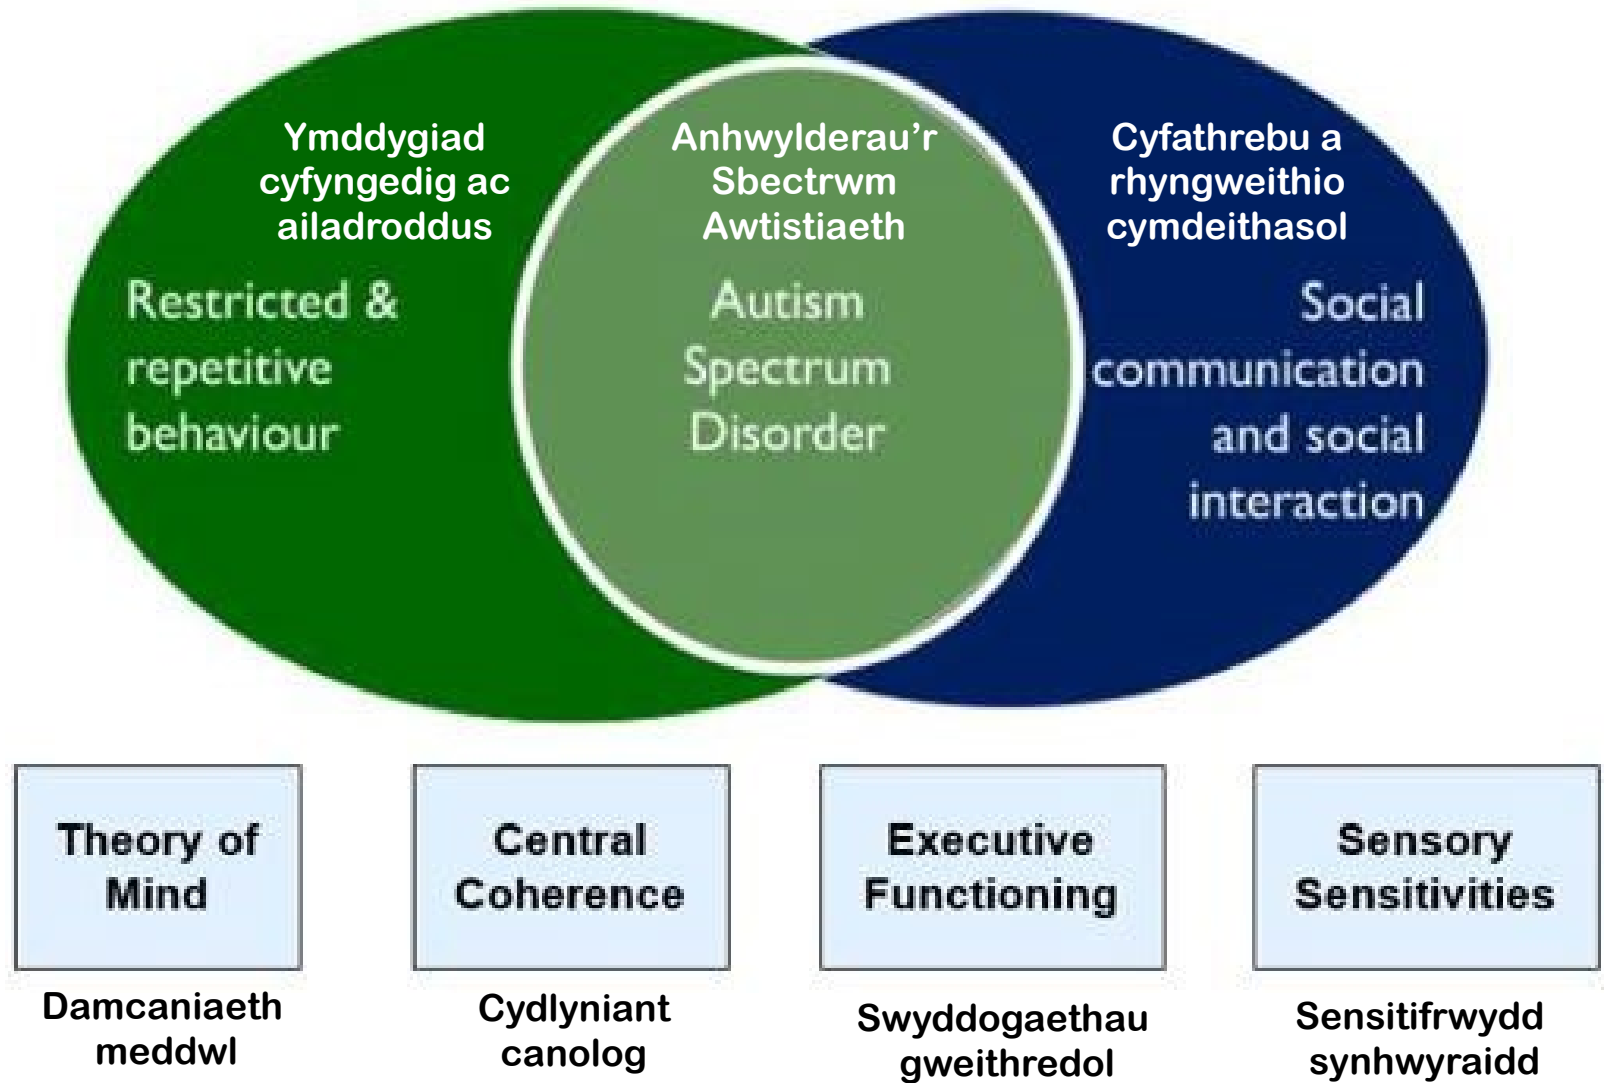 Ymddygiad
cyfyngedig ac
ailadroddus
Restricted &
repetitive
behaviour
Anhwylderau’r
Sbectrwm
Awtistiaeth
Autism
Spectrum
Disorder
Cyfathrebu a
rhyngweithio
cymdeithasol
Social
communication
and social
interaction
Theory of
Mind
Damcaniaeth
meddwl
Central
Coherence
Cydlyniant
canolog
Executive
Functioning
Swyddogaethau
gweithredol
Sensory
Sensitivities
Sensitifrwydd
synhwyraidd